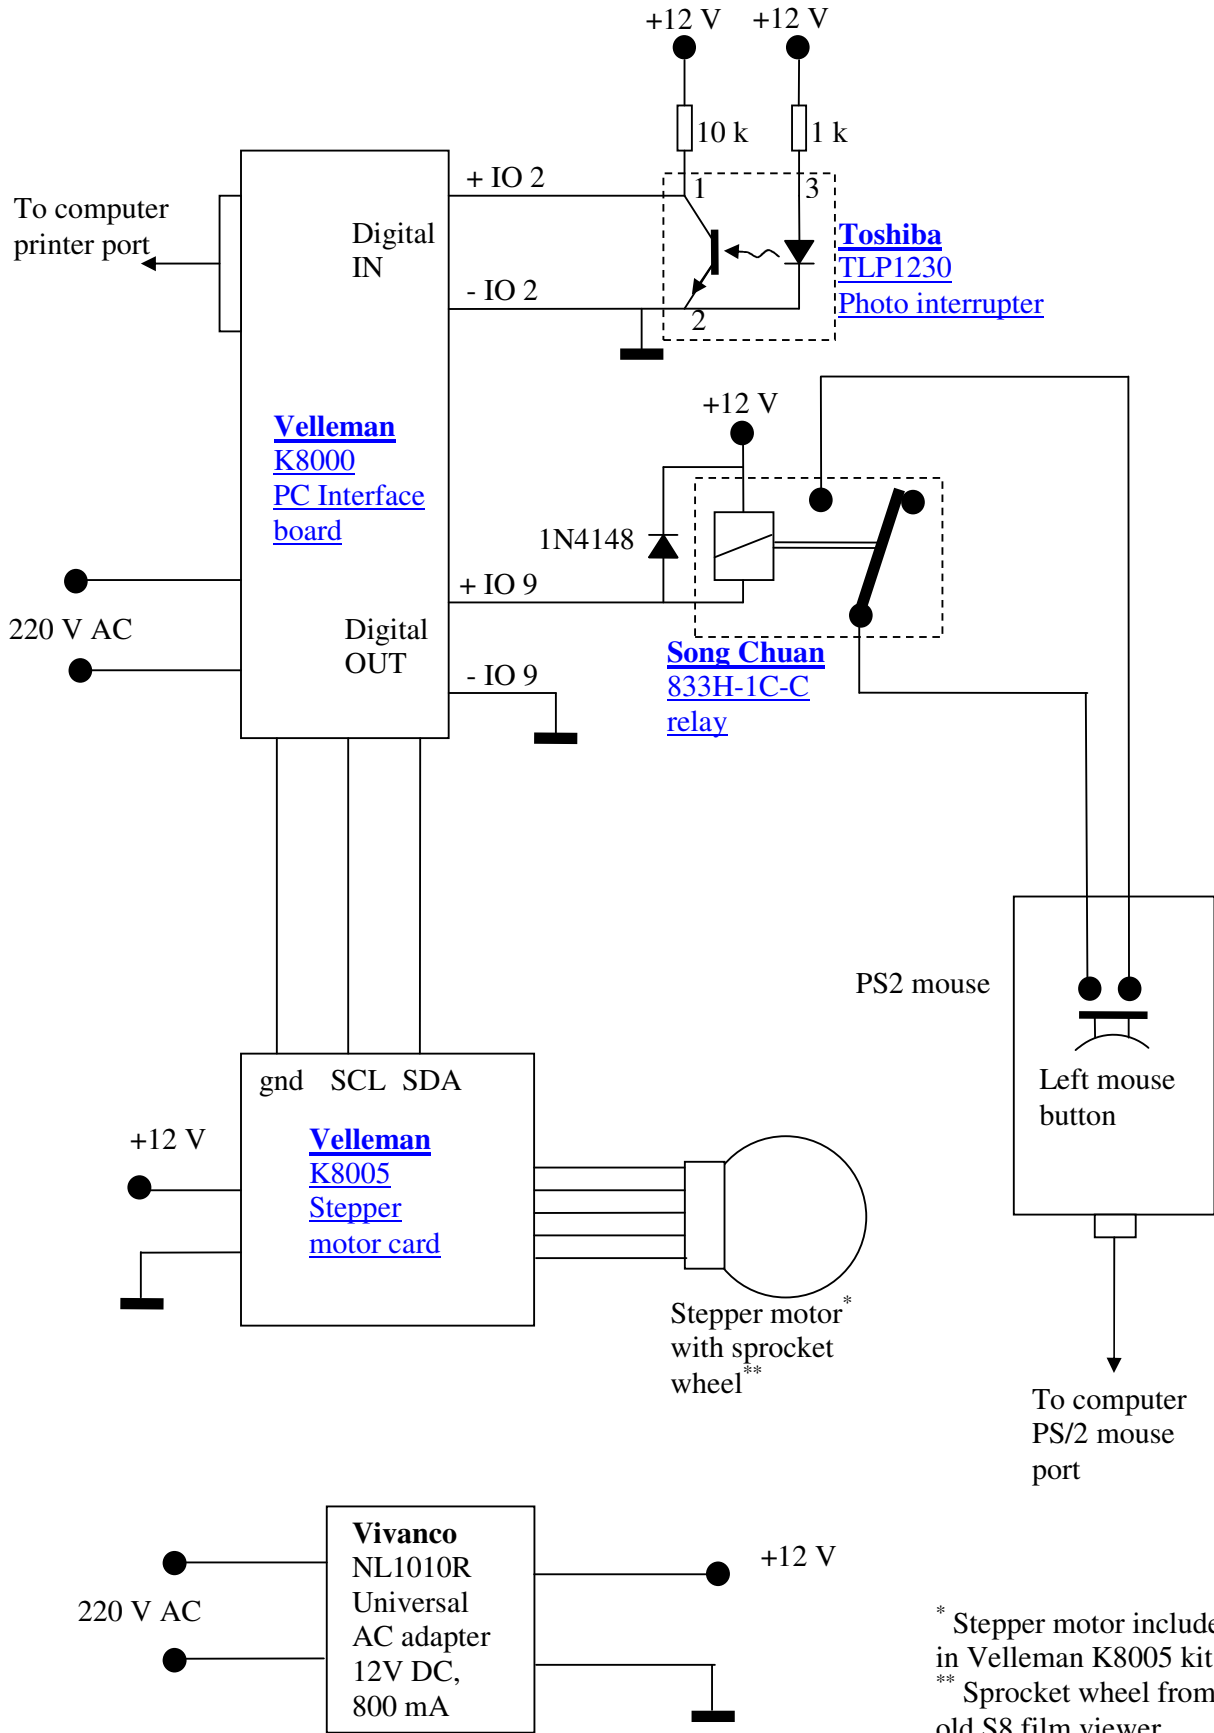 +12 V
+12 V
10 k
1 k
+ IO 2
1
3
To computer
printer port
Digital
IN
Toshiba
TLP1230
Photo interrupter
- IO 2
2
+12 V
Velleman
K8000
PC Interface
board
1N4148
+ IO 9
220 V AC
Digital
OUT
- IO 9
Song Chuan
833H-1C-C
relay
PS2 mouse
Left mouse
button
gnd
SCL
SDA
+12 V
Velleman
K8005
Stepper
motor card
Stepper motor*
with sprocket
wheel**
To computer
PS/2 mouse
port
Vivanco
NL1010R
Universal
AC adapter
12V DC,
800 mA
220 V AC
+12 V
* Stepper motor include
in Velleman K8005 kit
** Sprocket wheel from
old S8 film viewer